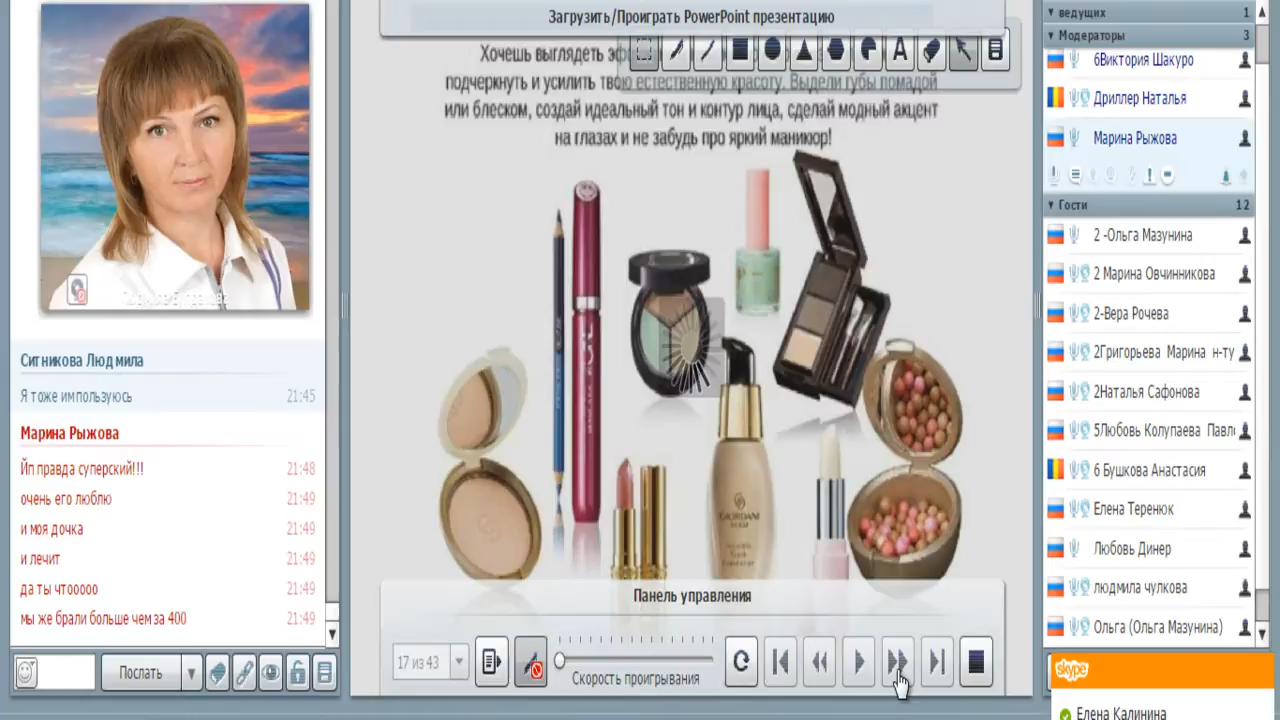 Загрузить/Проиграть PowerPoint презентацию
Хочешь выглядеть
подчеркнуть и усилить твою естественную красоту. Выдели губы помадой
или блеском, создай идеальный тон и контур лица, сделай модный акцент
на глазах и не забудь про яркий маникюр!
GIORDANI
GOLD
Панель управления
17 из 43
Скорость проигрывания
Ситникова Людмила
Я тоже импользуюсь 21:45
Марина Рыжова
Йп правда суперский!!! 21:48
очень его люблю 21:49
и моя дочка 21:49
и лечит 21:49
да ты чтооооо 21:49
мы же брали больше чем за 400 21:49
Послать
ведущих 1
Модераторы 3
6Виктория Шакуро
Дриллер Наталья
Марина Рыжова
Гости 12
2 -Ольга Мазунина
2 Марина Овчинникова
2-Вера Рочева
2Григорьева Марина н-ту
2Наталья Сафонова
5Любовь Колупаева Павл
6 Бушкова Анастасия
Елена Теренюк
Любовь Динер
людмила чулкова
Ольга (Ольга Мазунина)
skype
Елена Калинина